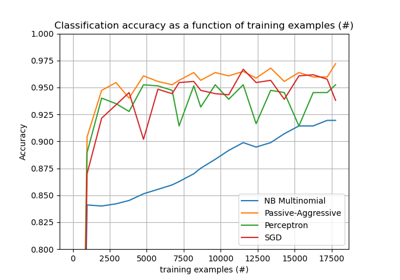 Classification accuracy as a function of training examples (#)
1.000
0.975
0.950
0.925
0.900
0.875
0.850
0.825
0.800
Accuracy
NB Multinomial
Passive-Aggressive
Perceptron
SGD
0 2500 5000 7500 10000 12500 15000 17500
training examples (#)